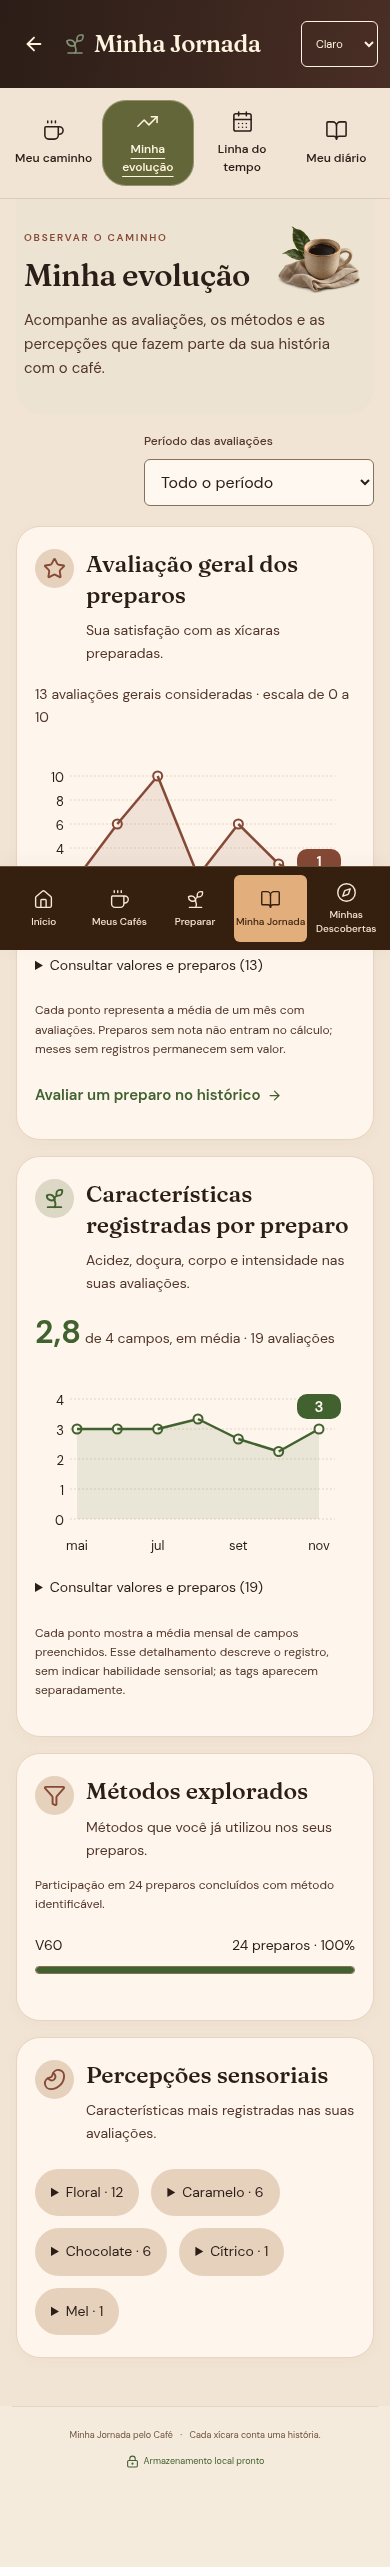 Minha Jornada
Claro
Meu caminho
Minha
evolução
Linha do
tempo
Meu diário
OBSERVAR O CAMINHO
Minha evolução
Acompanhe as avaliações, os métodos e as
percepções que fazem parte da sua história
com o café.
Período das avaliações
Todo o período
Avaliação geral dos
preparos
Sua satisfação com as xícaras
preparadas.
13 avaliações gerais consideradas · escala de 0 a
10
10
8
6
4
1
Início
Meus Cafés
Preparar
Minha Jornada
Minhas
Descobertas
Consultar valores e preparos (13)
Cada ponto representa a média de um mês com
avaliações. Preparos sem nota não entram no cálculo;
meses sem registros permanecem sem valor.
Avaliar um preparo no histórico →
Características
registradas por preparo
Acidez, doçura, corpo e intensidade nas
suas avaliações.
2,8 de 4 campos, em média · 19 avaliações
4
3
3
2
1
0
mai jul set nov
Consultar valores e preparos (19)
Cada ponto mostra a média mensal de campos
preenchidos. Esse detalhamento descreve o registro,
sem indicar habilidade sensorial; as tags aparecem
separadamente.
Métodos explorados
Métodos que você já utilizou nos seus
preparos.
Participação em 24 preparos concluídos com método
identificável.
V60 24 preparos · 100%
Percepções sensoriais
Características mais registradas nas suas
avaliações.
Floral · 12
Caramelo · 6
Chocolate · 6
Cítrico · 1
Mel · 1
Minha Jornada pelo Café · Cada xícara conta uma história.
Armazenamento local pronto